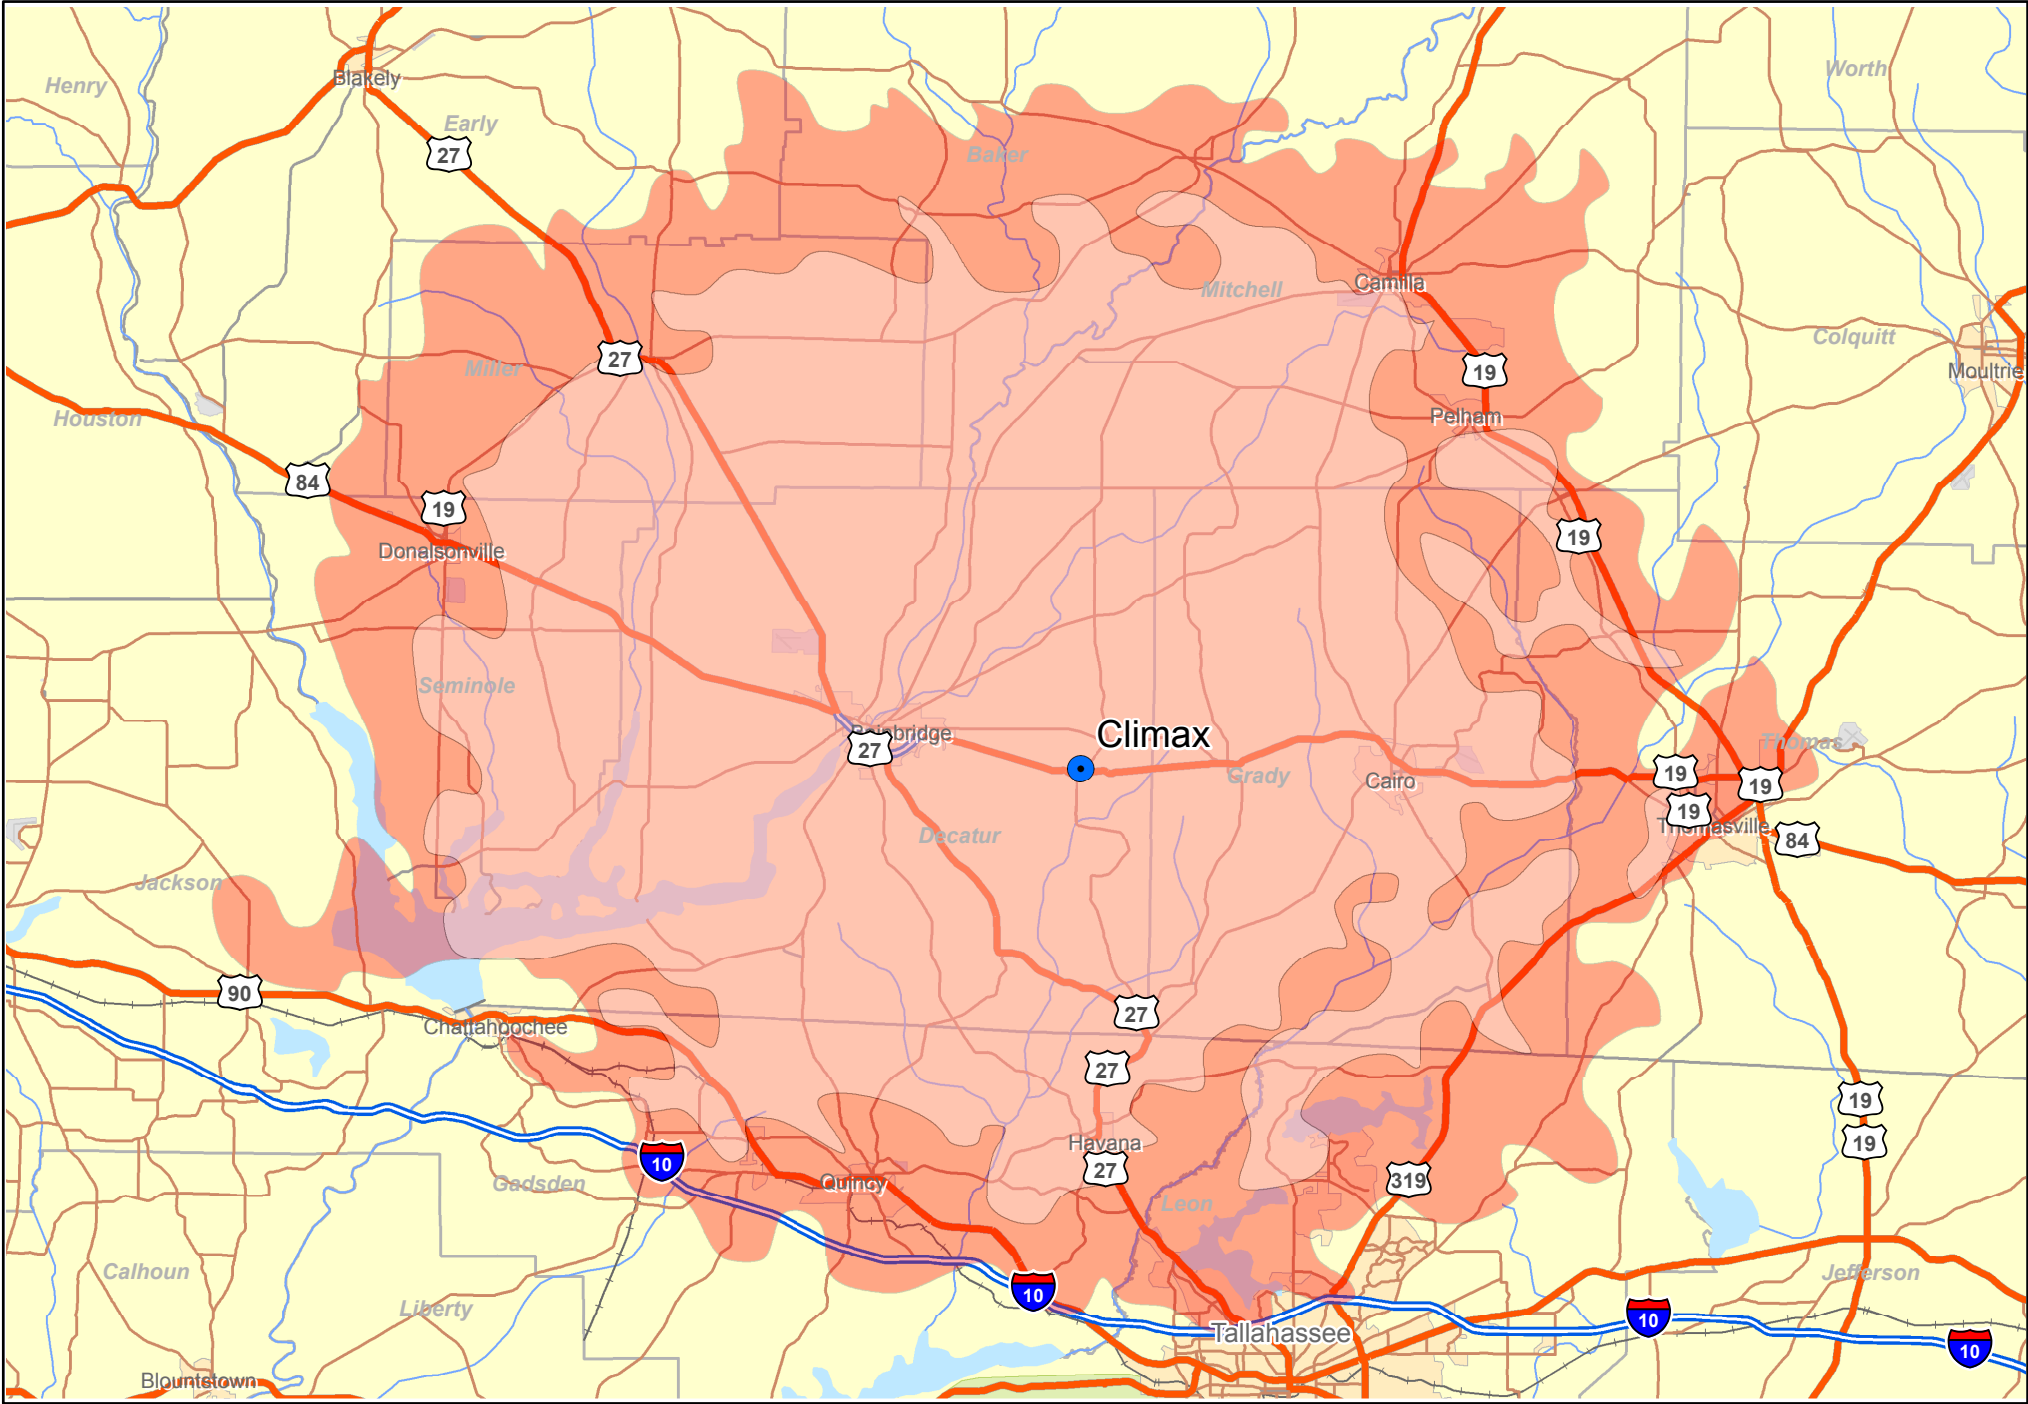 Henry
Blakely
Worth
Early
27
Baker
Mitchell
Camilla
Colquitt
Miller
27
19
Moultrie
Houston
Pelham
84
19
19
Donalsonville
Seminole
Bainbridge
27
Climax
Thomas
Grady
Cairo
19
19
19
Thomasville
84
Decatur
Jackson
90
27
Chattahoochee
27
19
Havana
19
10
27
Quincy
319
Gadsden
Leon
Calhoun
Jefferson
10
Liberty
10
Tallahassee
10
Blountstown